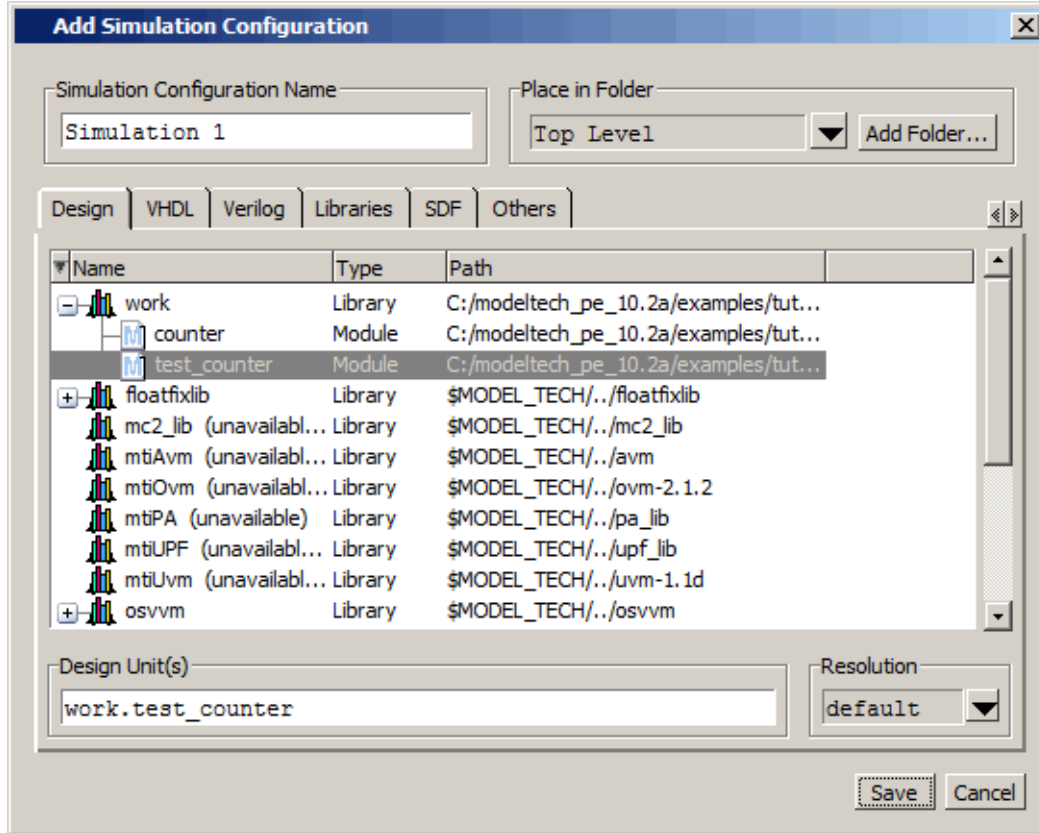 Add Simulation Configuration
Simulation Configuration Name
Place in Folder
Simulation 1
Top Level
Add Folder...
Design VHDL Verilog Libraries SDF Others
Name Type Path
work Library C:/modeltech_pe_10.2a/examples/tut...
counter Module C:/modeltech_pe_10.2a/examples/tut...
test_counter Module C:/modeltech_pe_10.2a/examples/tut...
floatfixlib Library $MODEL_TECH/../floatfixlib
mc2_lib (unavailabl... Library $MODEL_TECH/../mc2_lib
mtiAvm (unavailabl... Library $MODEL_TECH/../avm
mtiOvm (unavailabl... Library $MODEL_TECH/../ovm-2.1.2
mtiPA (unavailable) Library $MODEL_TECH/../pa_lib
mtiUPF (unavailabl... Library $MODEL_TECH/../upf_lib
mtiUvm (unavailabl... Library $MODEL_TECH/../uvm-1.1d
osvvm Library $MODEL_TECH/../osvvm
Design Unit(s)
Resolution
work.test_counter
default
Save Cancel